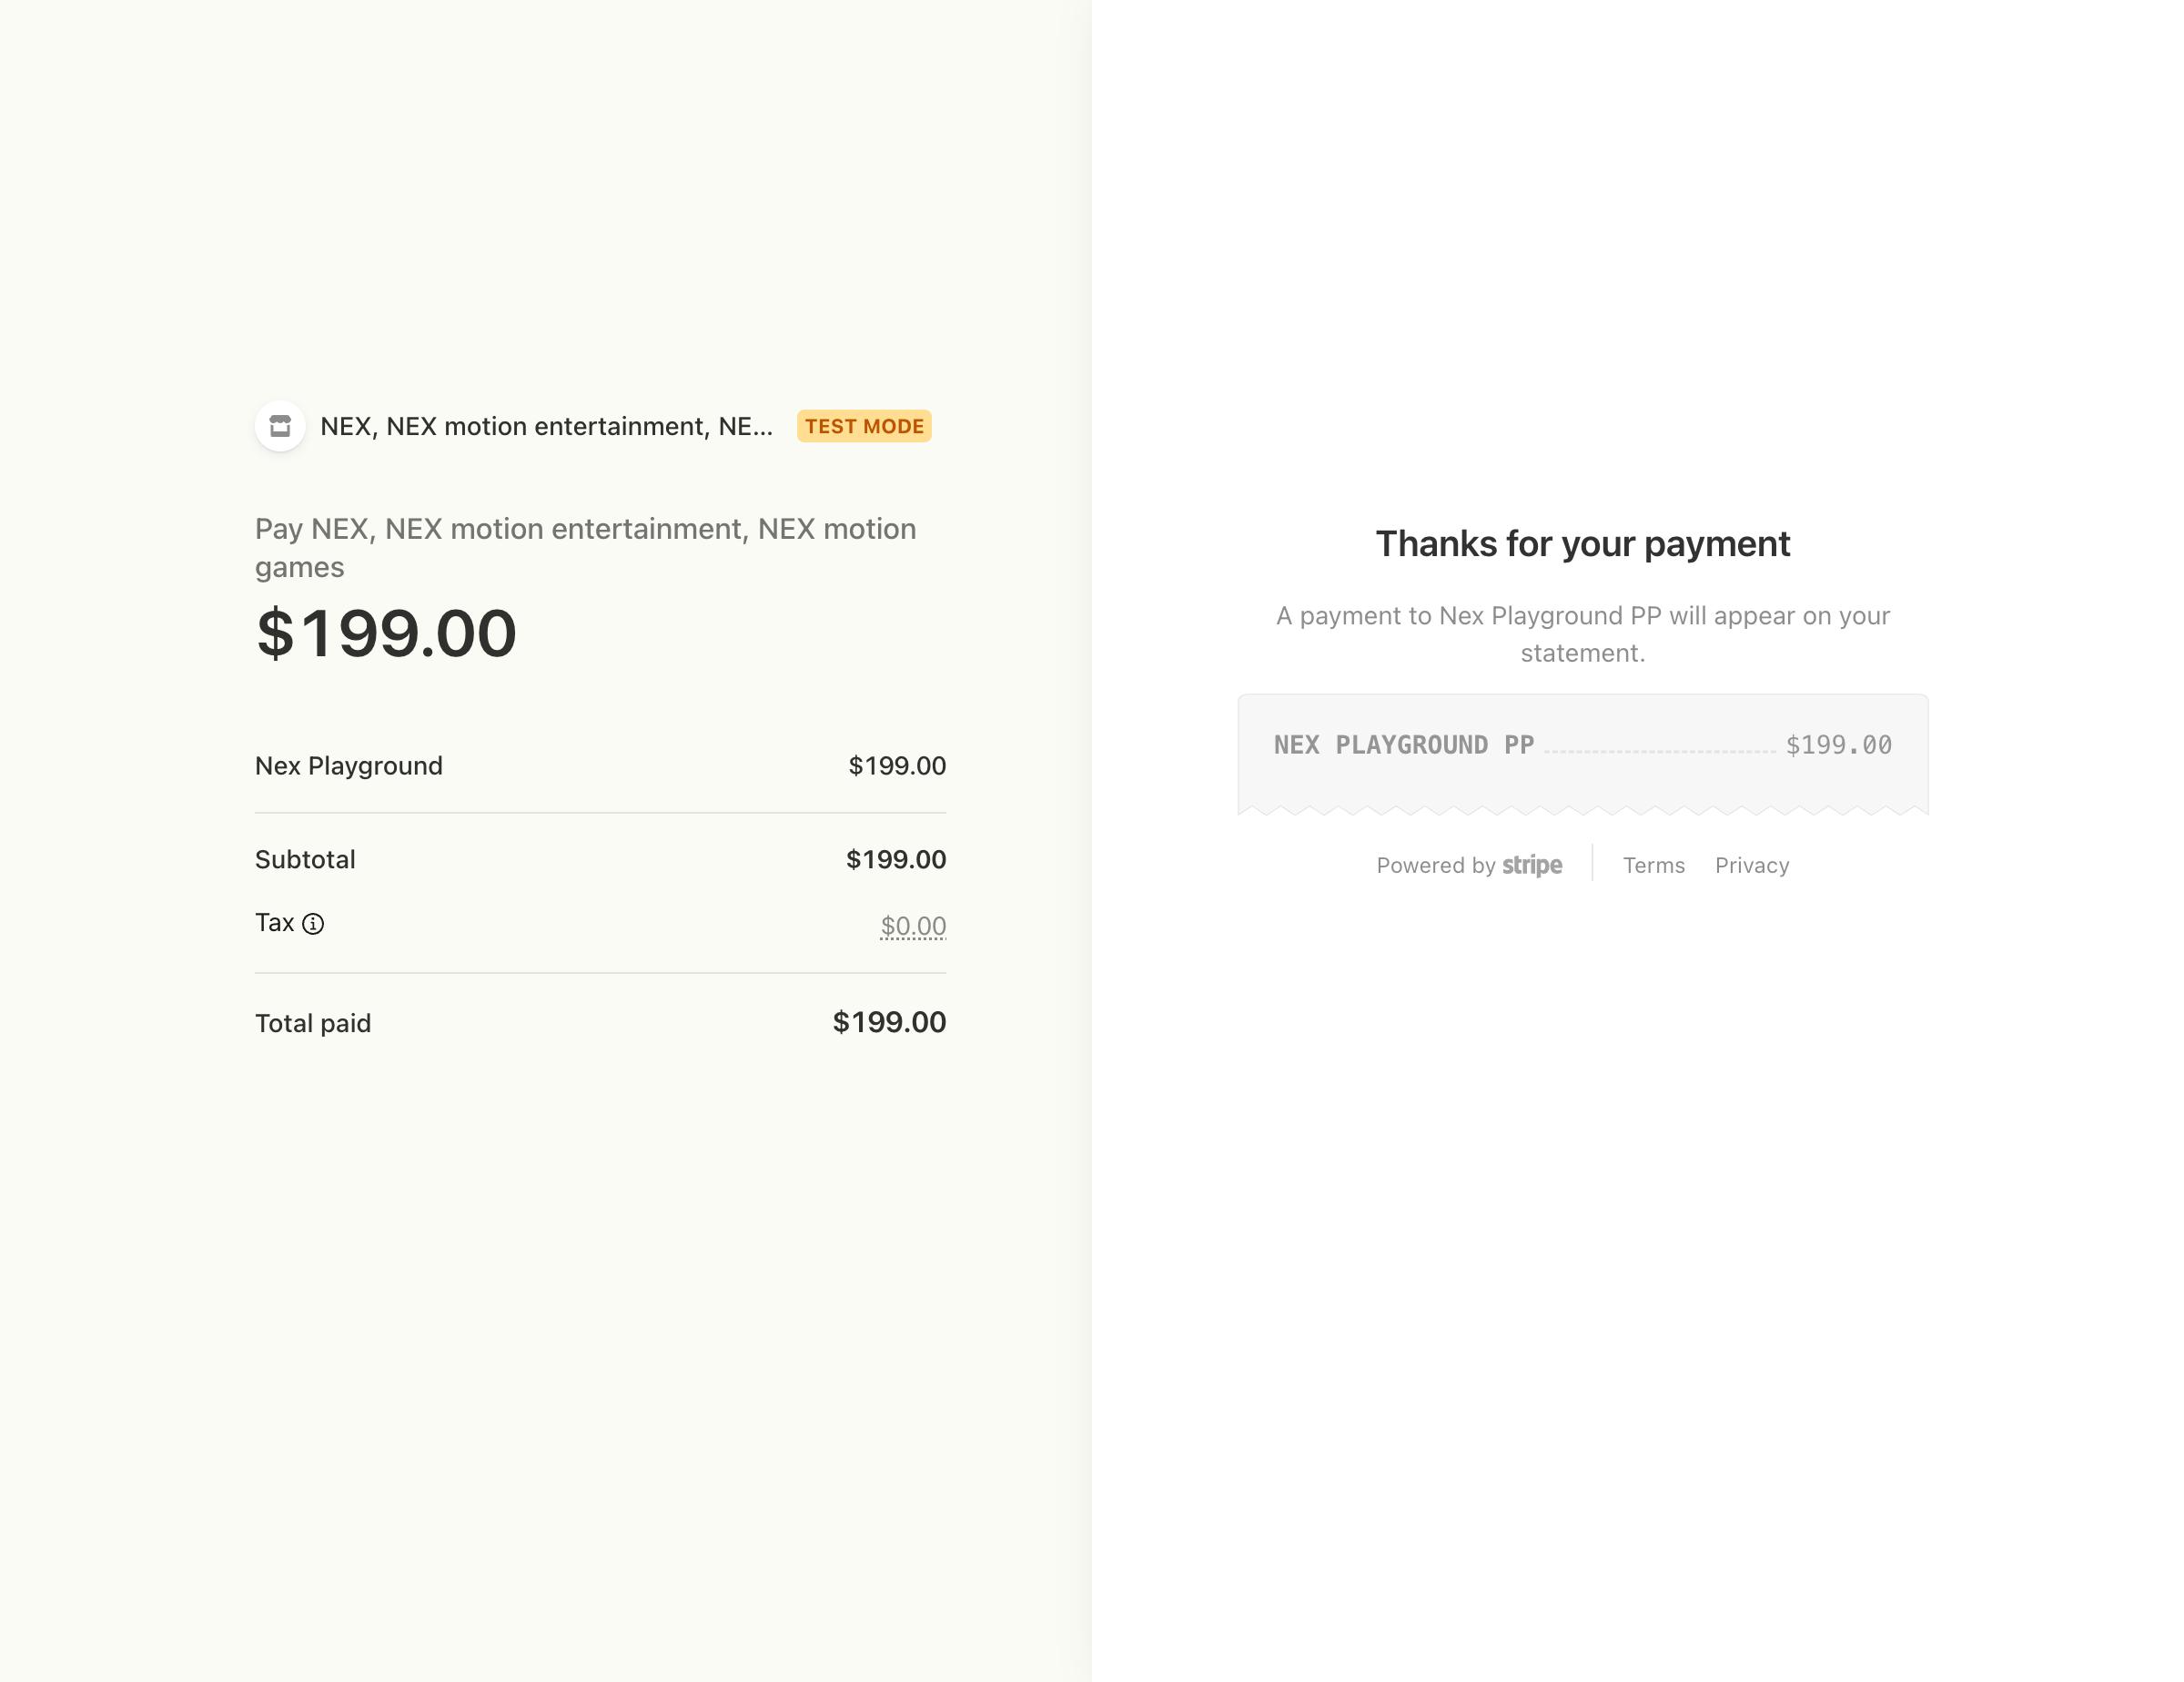 NEX, NEX motion entertainment, NE...
TEST MODE
Pay NEX, NEX motion entertainment, NEX motion
games
$199.00
Nex Playground $199.00
Subtotal $199.00
Tax $0.00
Total paid $199.00
Thanks for your payment
A payment to Nex Playground PP will appear on your
statement.
NEX PLAYGROUND PP $199.00
Powered by stripe
Terms Privacy